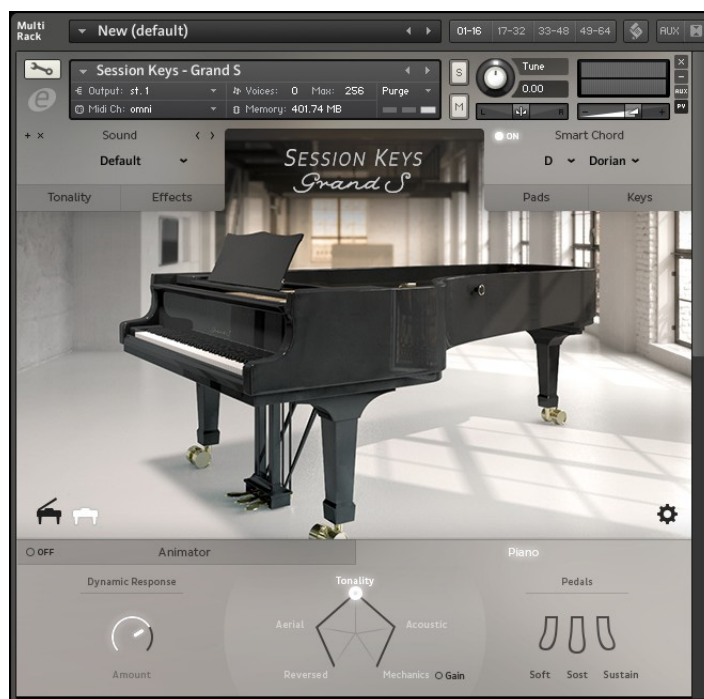 Multi
Rack
New (default)
01-16 17-32 33-48 49-64 AUX
Session Keys - Grand S
Output: st. 1 Voices: 0 Max: 256 Purge
Midi Ch: omni Memory: 401.74 MB
S
M
Tune
0.00
L R
AUX
PV
+ × Sound < >
Default
Tonality Effects
SESSION KEYS
Grand S
ON Smart Chord
D Dorian
Pads Keys
OFF Animator Piano
Dynamic Response
Amount
Tonality
Aerial Acoustic
Reversed Mechanics Gain
Pedals
Soft Sost Sustain